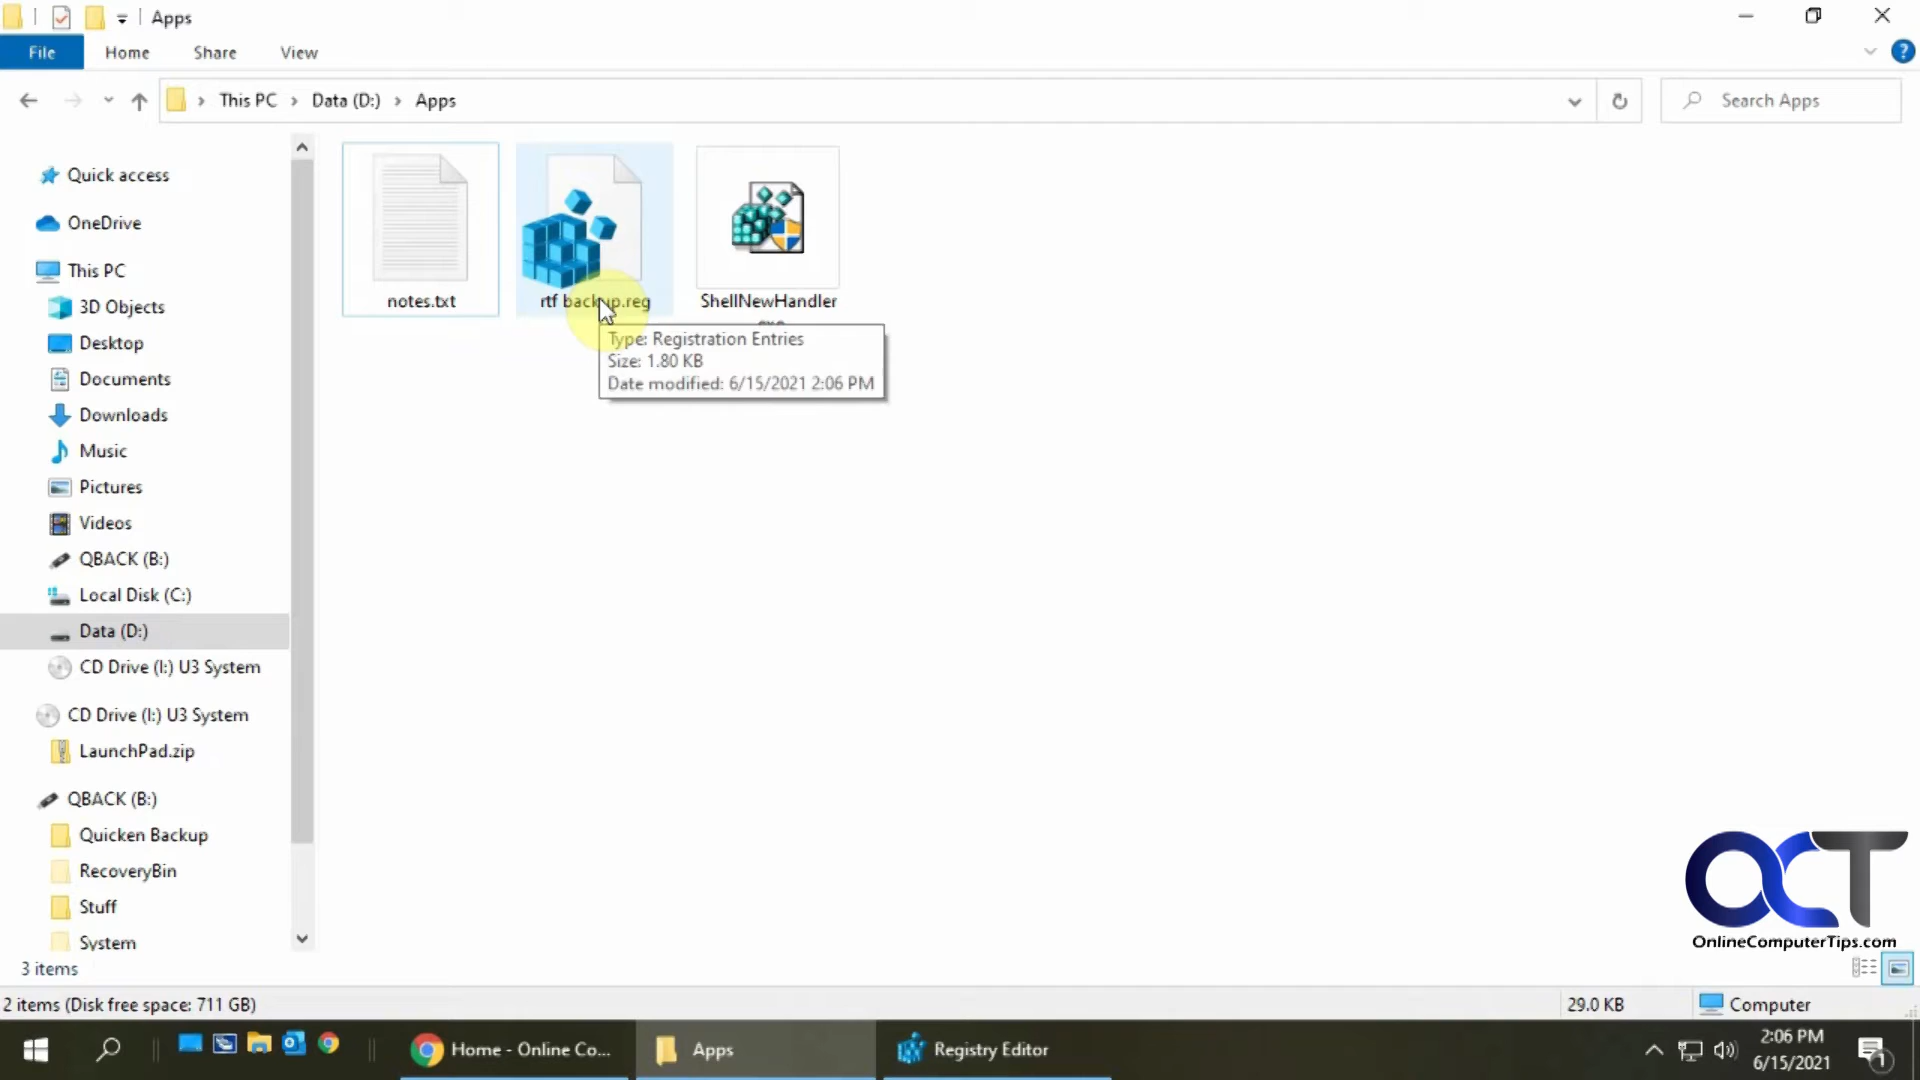 Apps
File Home Share View
This PC > Data (D:) > Apps
Search Apps
Quick access
OneDrive
This PC
3D Objects
Desktop
Documents
Downloads
Music
Pictures
Videos
QBACK (B:)
Local Disk (C:)
Data (D:)
CD Drive (I:) U3 System
CD Drive (I:) U3 System
LaunchPad.zip
QBACK (B:)
Quicken Backup
RecoveryBin
Stuff
System
notes.txt
rtf backup.reg
ShellNewHandler
Type: Registration Entries
Size: 1.80 KB
Date modified: 6/15/2021 2:06 PM
OCT
OnlineComputerTips.com
3 items
2 items (Disk free space: 711 GB)
29.0 KB
Computer
Home - Online Co...
Apps
Registry Editor
2:06 PM
6/15/2021
1